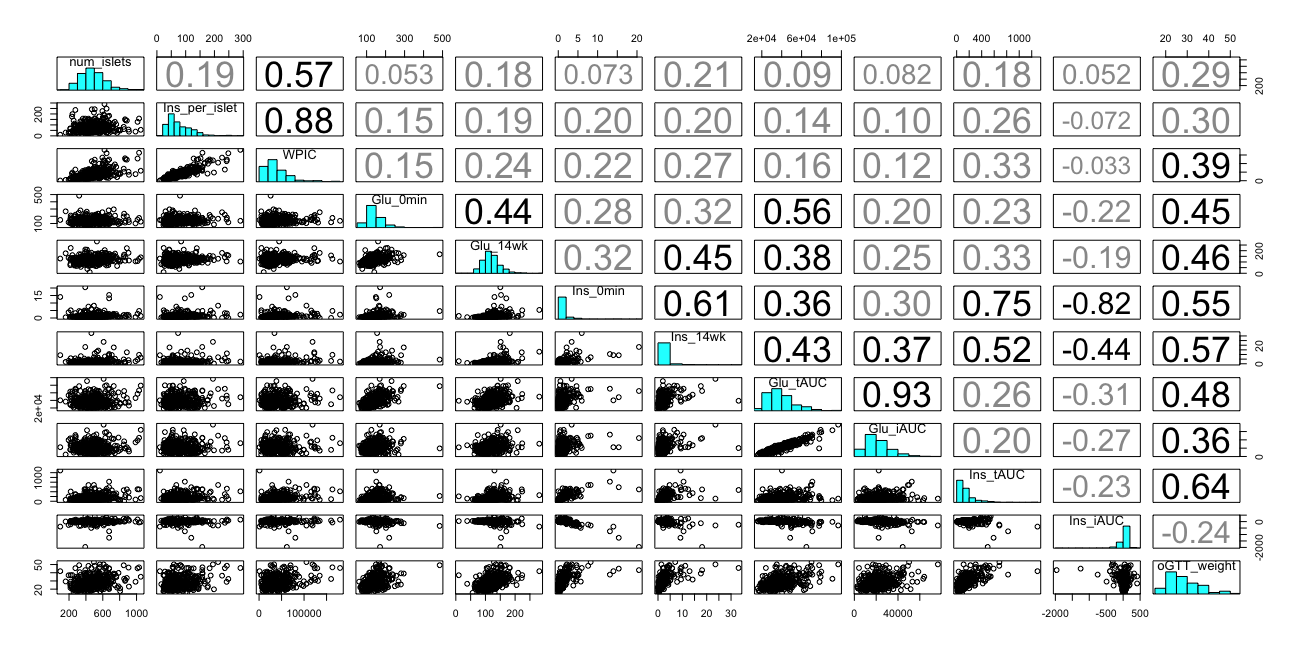 0 100 300 100 300 500 0 5 10 20 2e+04 6e+04 1e+05 0 400 1000 20 30 40 50
num_islets 0.19 0.57 0.053 0.18 0.073 0.21 0.09 0.082 0.18 0.052 0.29 200
0 200 Ins_per_islet 0.88 0.15 0.19 0.20 0.20 0.14 0.10 0.26 -0.072 0.30
WPIC 0.15 0.24 0.22 0.27 0.16 0.12 0.33 -0.033 0.39 0
100 500 Glu_0min 0.44 0.28 0.32 0.56 0.20 0.23 -0.22 0.45
Glu_14wk 0.32 0.45 0.38 0.25 0.33 -0.19 0.46 0 200
0 15 Ins_0min 0.61 0.36 0.30 0.75 -0.82 0.55
Ins_14wk 0.43 0.37 0.52 -0.44 0.57 0 20
2e+04 Glu_tAUC 0.93 0.26 -0.31 0.48
Glu_iAUC 0.20 -0.27 0.36 0
0 1000 Ins_tAUC -0.23 0.64
Ins_iAUC -0.24 -2000 0
20 50 oGTT_weight
200 600 1000 0 100000 0 100 200 0 10 20 30 0 40000 -2000 -500 500